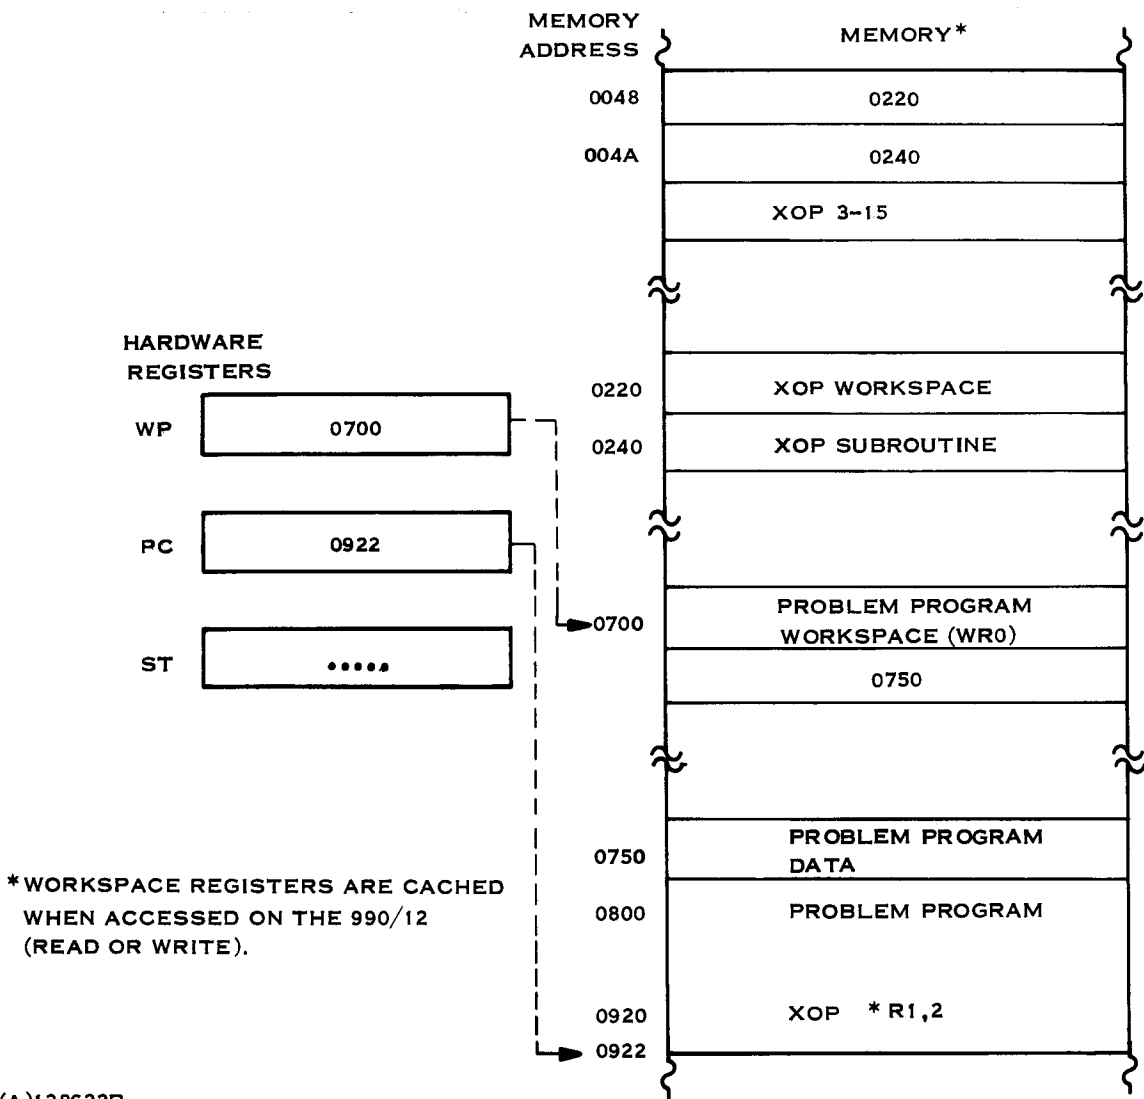 MEMORY ADDRESS
MEMORY*
0048
0220
004A
0240
XOP 3-15
HARDWARE
REGISTERS
WP
0700
PC
0922
ST
.....
0220
XOP WORKSPACE
0240
XOP SUBROUTINE
0700
PROBLEM PROGRAM
WORKSPACE (WR0)
0750
0750
PROBLEM PROGRAM
DATA
0800
PROBLEM PROGRAM
0920
XOP *R1,2
0922
*WORKSPACE REGISTERS ARE CACHED
WHEN ACCESSED ON THE 990/12
(READ OR WRITE).